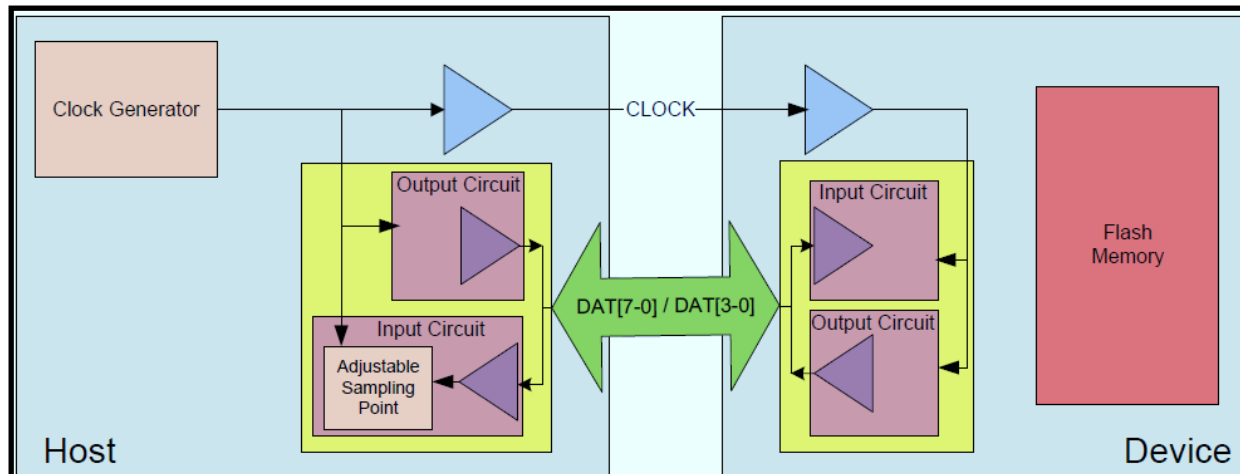 Clock Generator
CLOCK
Output Circuit
Input Circuit
Adjustable
Sampling
Point
DAT[7-0] / DAT[3-0]
Input Circuit
Output Circuit
Flash
Memory
Host
Device